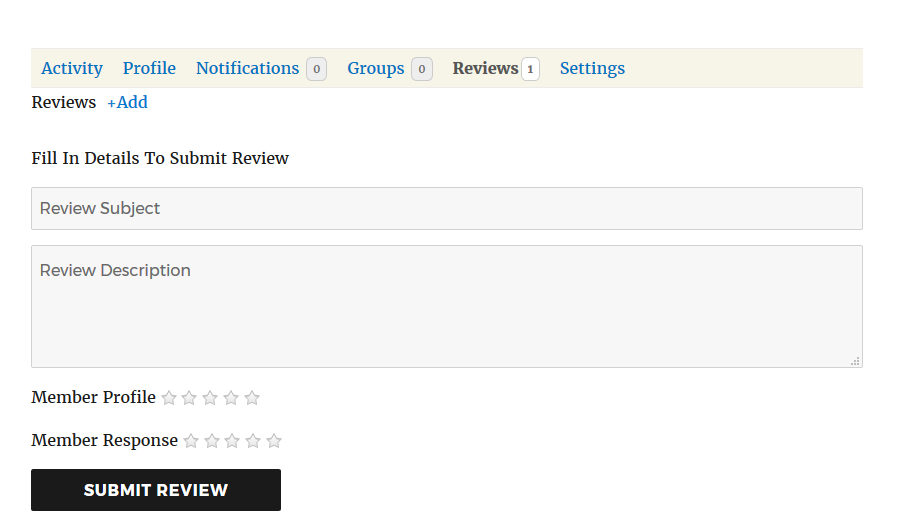 Activity Profile Notifications 0 Groups 0 Reviews 1 Settings
Reviews +Add
Fill In Details To Submit Review
Review Subject
Review Description
Member Profile
Member Response
SUBMIT REVIEW